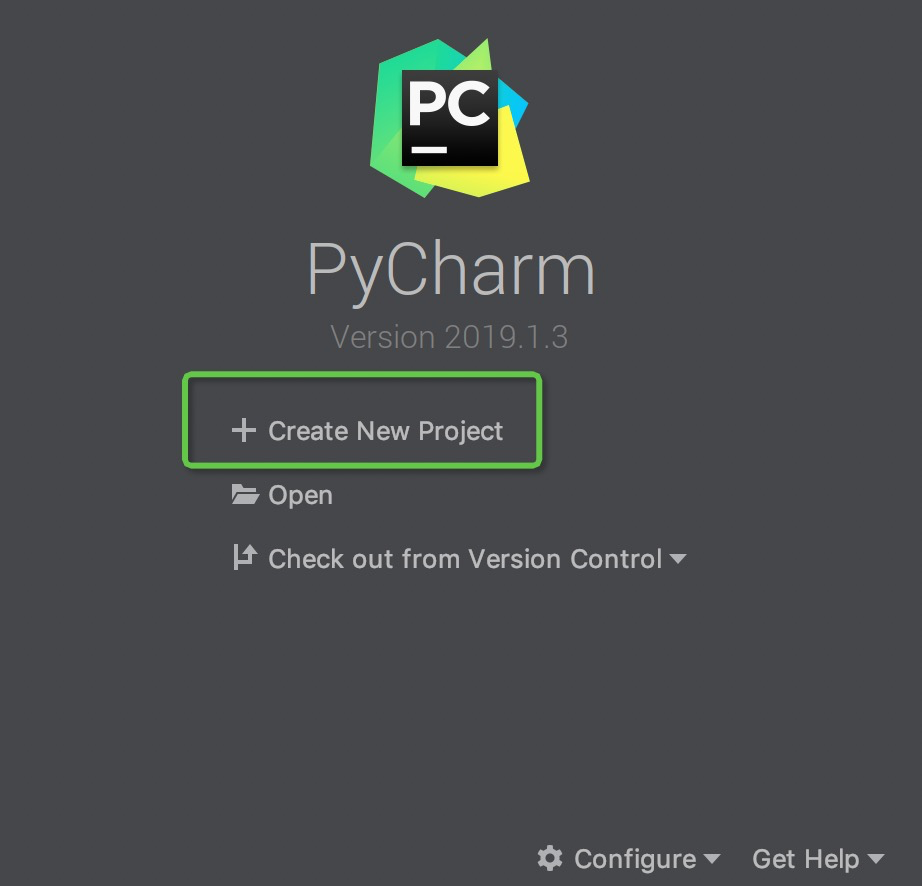 PC
PyCharm
Version 2019.1.3
Create New Project
Open
Check out from Version Control
Configure Get Help